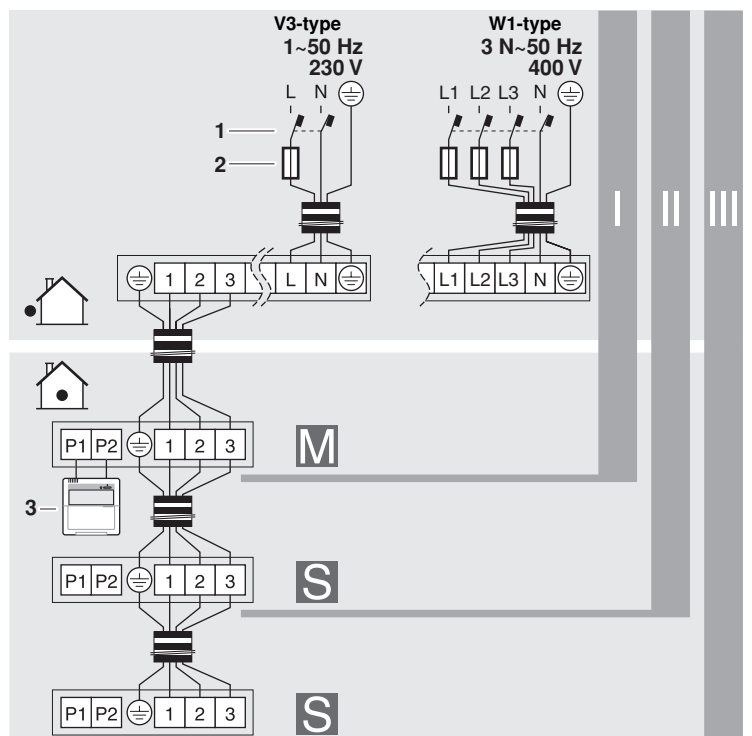 V3-type W1-type
1~50 Hz 3 N~50 Hz
230 V 400 V
L N L1 L2 L3 N
1
2
I II III
1 2 3 L N L1 L2 L3 N
P1 P2 1 2 3 M
3
P1 P2 1 2 3 S
P1 P2 1 2 3 S